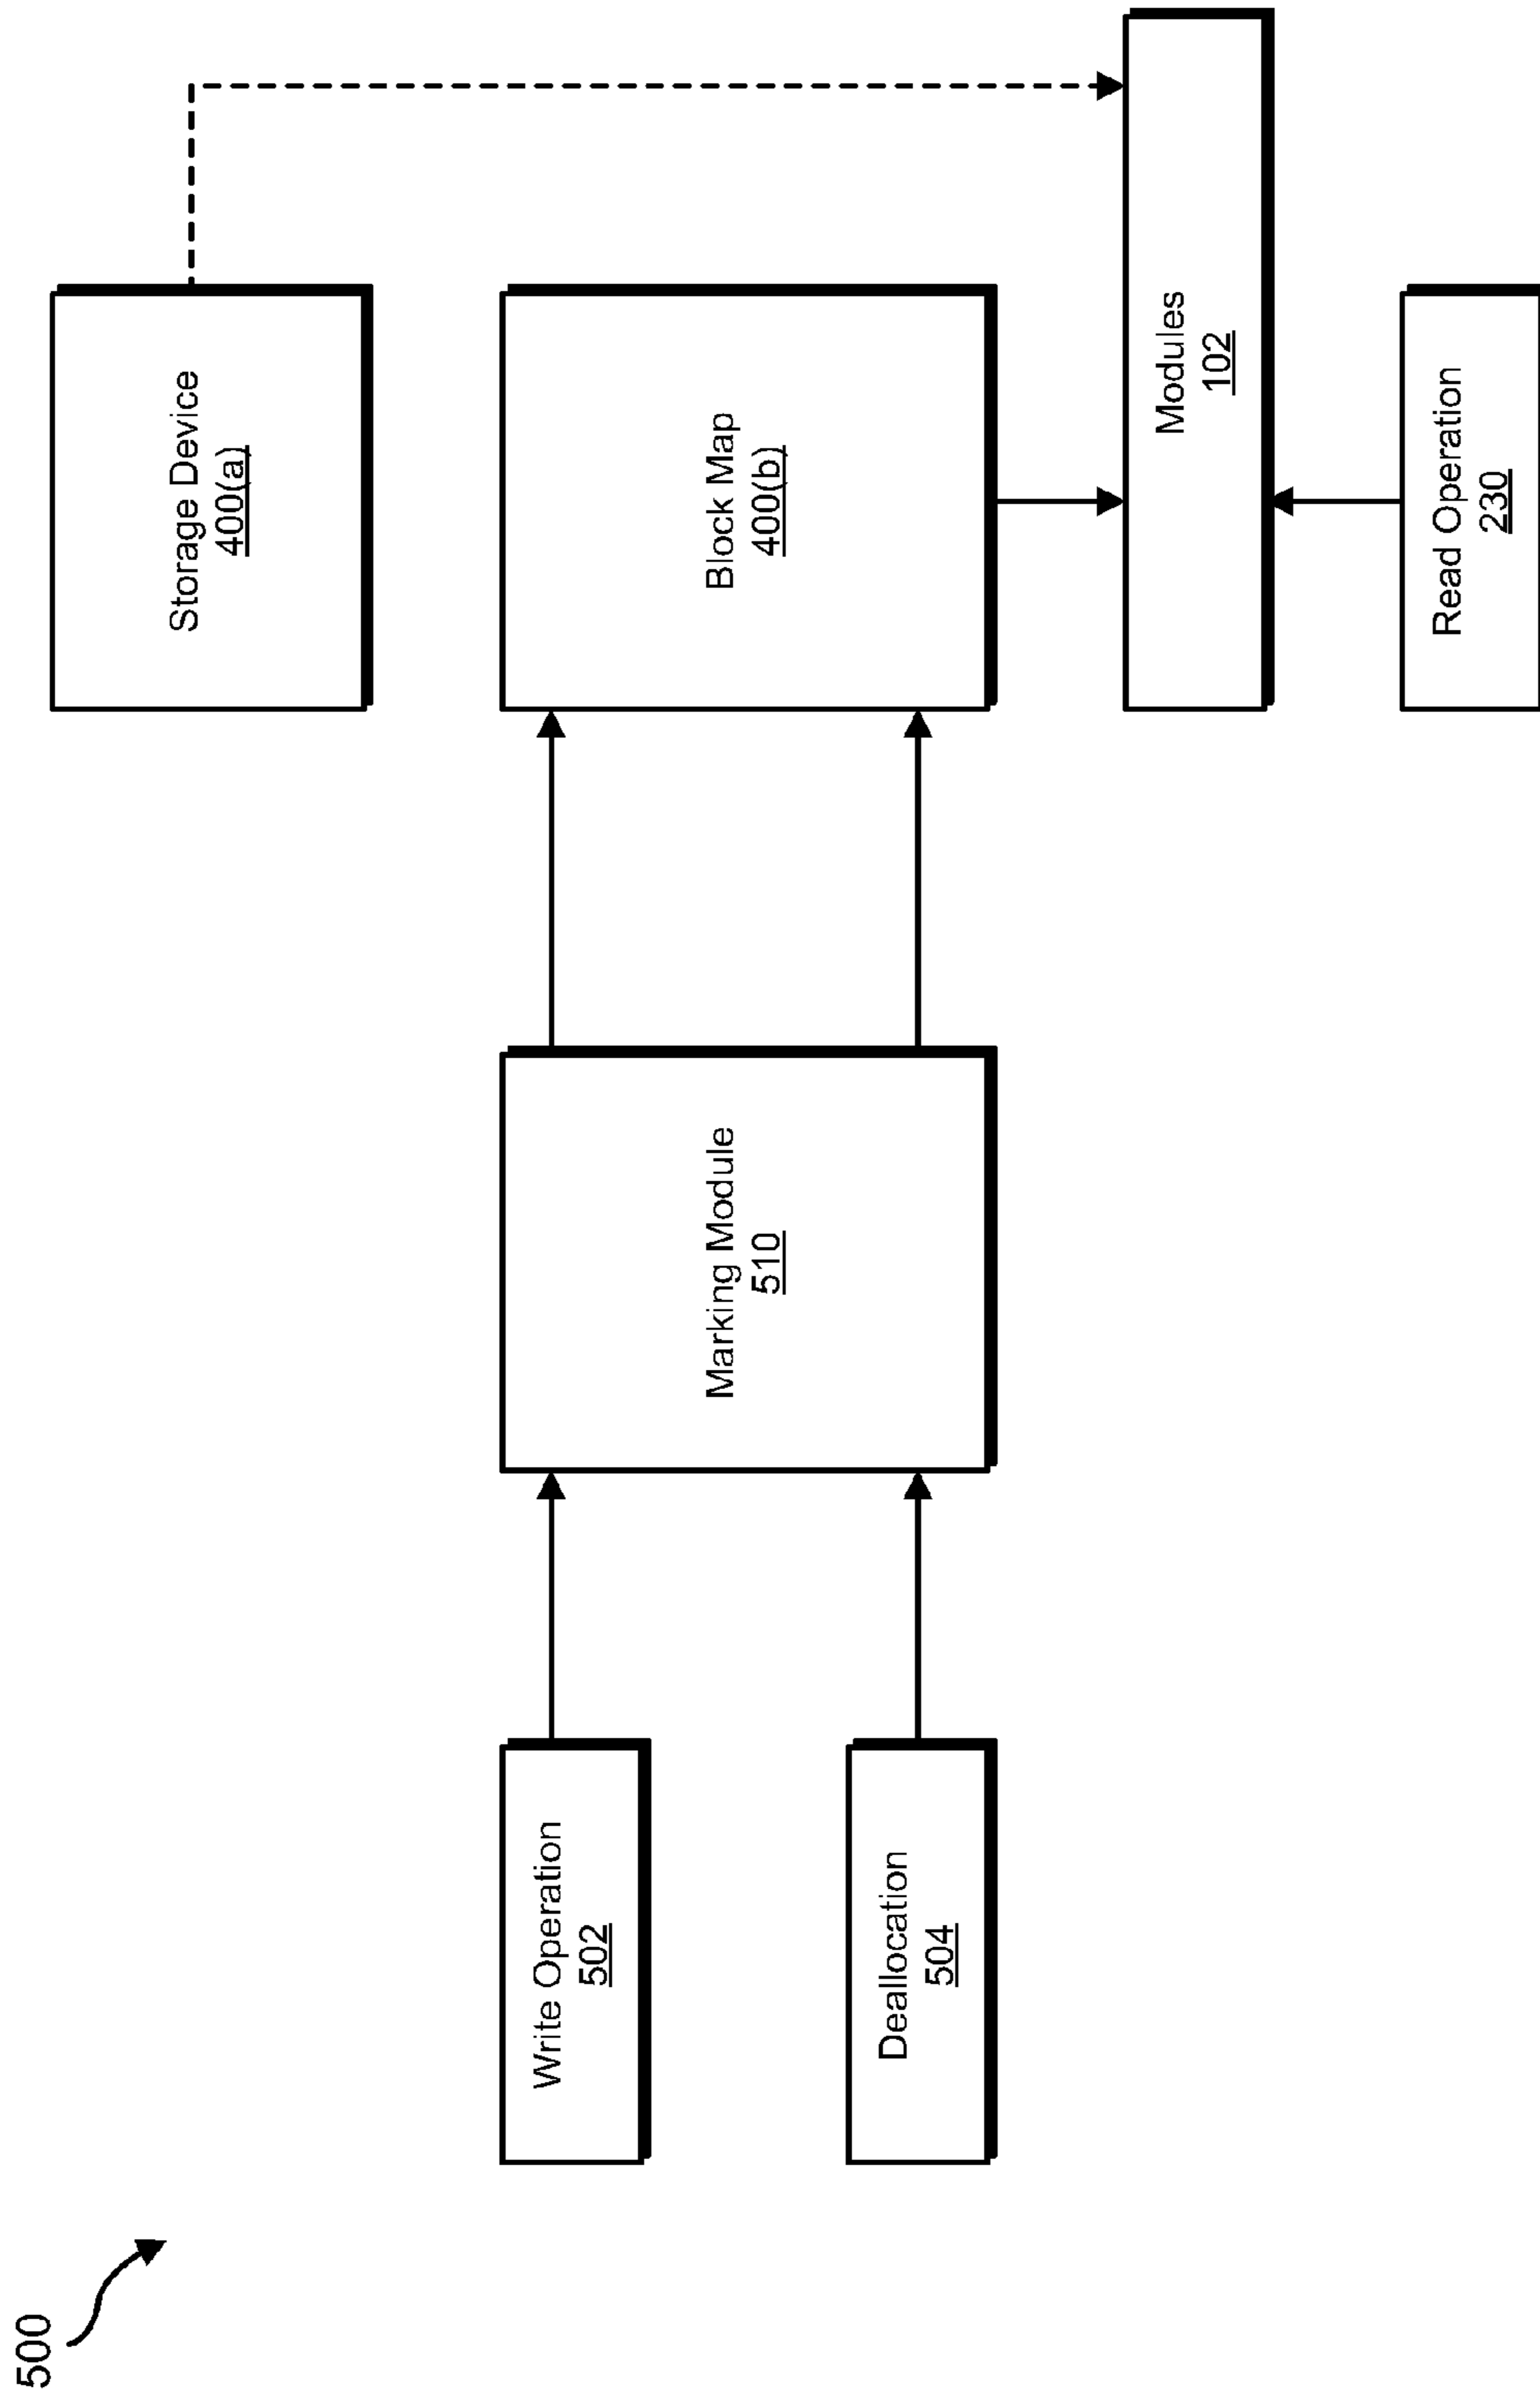 500
Storage Device
400(a)
Write Operation
502
Marking Module
510
Block Map
400(b)
Deallocation
504
Modules
102
Read Operation
230